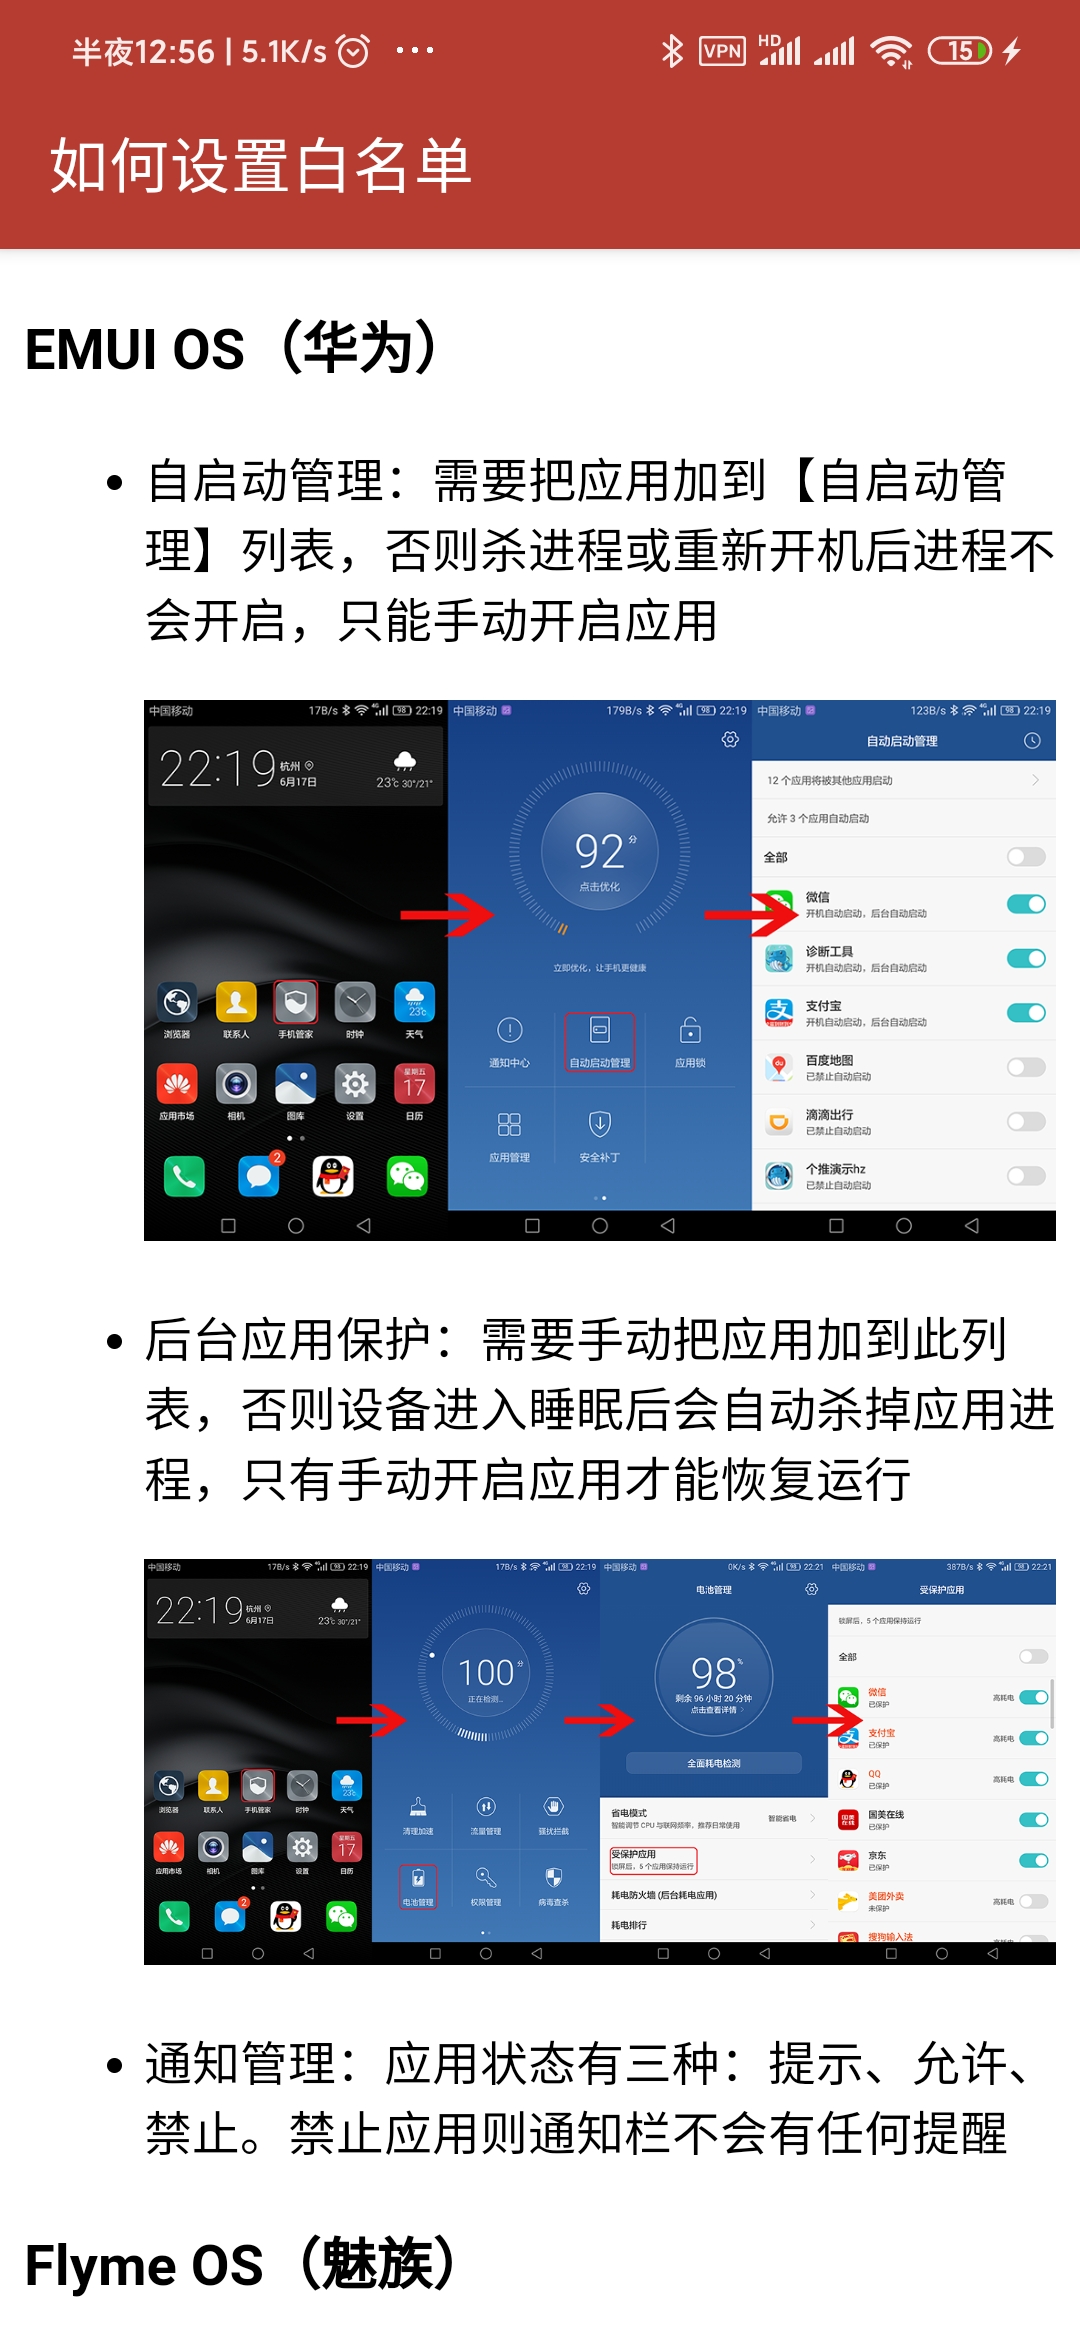 半夜12:56 | 5.1K/s ···
VPN HD 15
如何设置白名单
EMUI OS（华为）
• 自启动管理：需要把应用加到【自启动管
理】列表，否则杀进程或重新开机后进程不
会开启，只能手动开启应用
中国移动 17B/s 4G 98 22:19
22:19 杭州
6月17日
23℃ 30°/21°
浏览器 联系人 手机管家 时钟 天气
23℃
星期五
17
应用市场 相机 图库 设置 日历
2
中国移动 179B/s 4G 98 22:19
92分
点击优化
立即优化，让手机更健康
通知中心 自动启动管理 应用锁
应用管理 安全补丁
中国移动 123B/s 4G 98 22:19
自动启动管理
12 个应用将被其他应用启动
允许 3 个应用自动启动
全部
微信
开机自动启动，后台自动启动
诊断工具
开机自动启动，后台自动启动
支付宝
开机自动启动，后台自动启动
百度地图
已禁止自动启动
滴滴出行
已禁止自动启动
个推演示hz
已禁止自动启动
• 后台应用保护：需要手动把应用加到此列
表，否则设备进入睡眠后会自动杀掉应用进
程，只有手动开启应用才能恢复运行
中国移动 17B/s 4G 98 22:19
22:19 杭州
6月17日
23℃ 30°/21°
浏览器 联系人 手机管家 时钟 天气
23℃
星期五
17
应用市场 相机 图库 设置 日历
2
中国移动 17B/s 4G 98 22:19
100分
正在检测...
清理加速 流量管理 骚扰拦截
电池管理 权限管理 病毒查杀
中国移动 0K/s 4G 98 22:21
电池管理
98%
剩余 96 小时 20 分钟
点击查看详情
全面耗电检测
省电模式
智能调节 CPU 与联网频率，推荐日常使用
智能省电
受保护应用
锁屏后，5 个应用保持运行
耗电防火墙 (后台耗电应用)
耗电排行
中国移动 387B/s 4G 98 22:21
受保护应用
锁屏后，5 个应用保持运行
全部
微信 高耗电
已保护
支付宝 高耗电
已保护
QQ 高耗电
已保护
国美在线
已保护
京东
已保护
美团外卖 高耗电
未保护
搜狗输入法 高耗电
• 通知管理：应用状态有三种：提示、允许、
禁止。禁止应用则通知栏不会有任何提醒
Flyme OS（魅族）